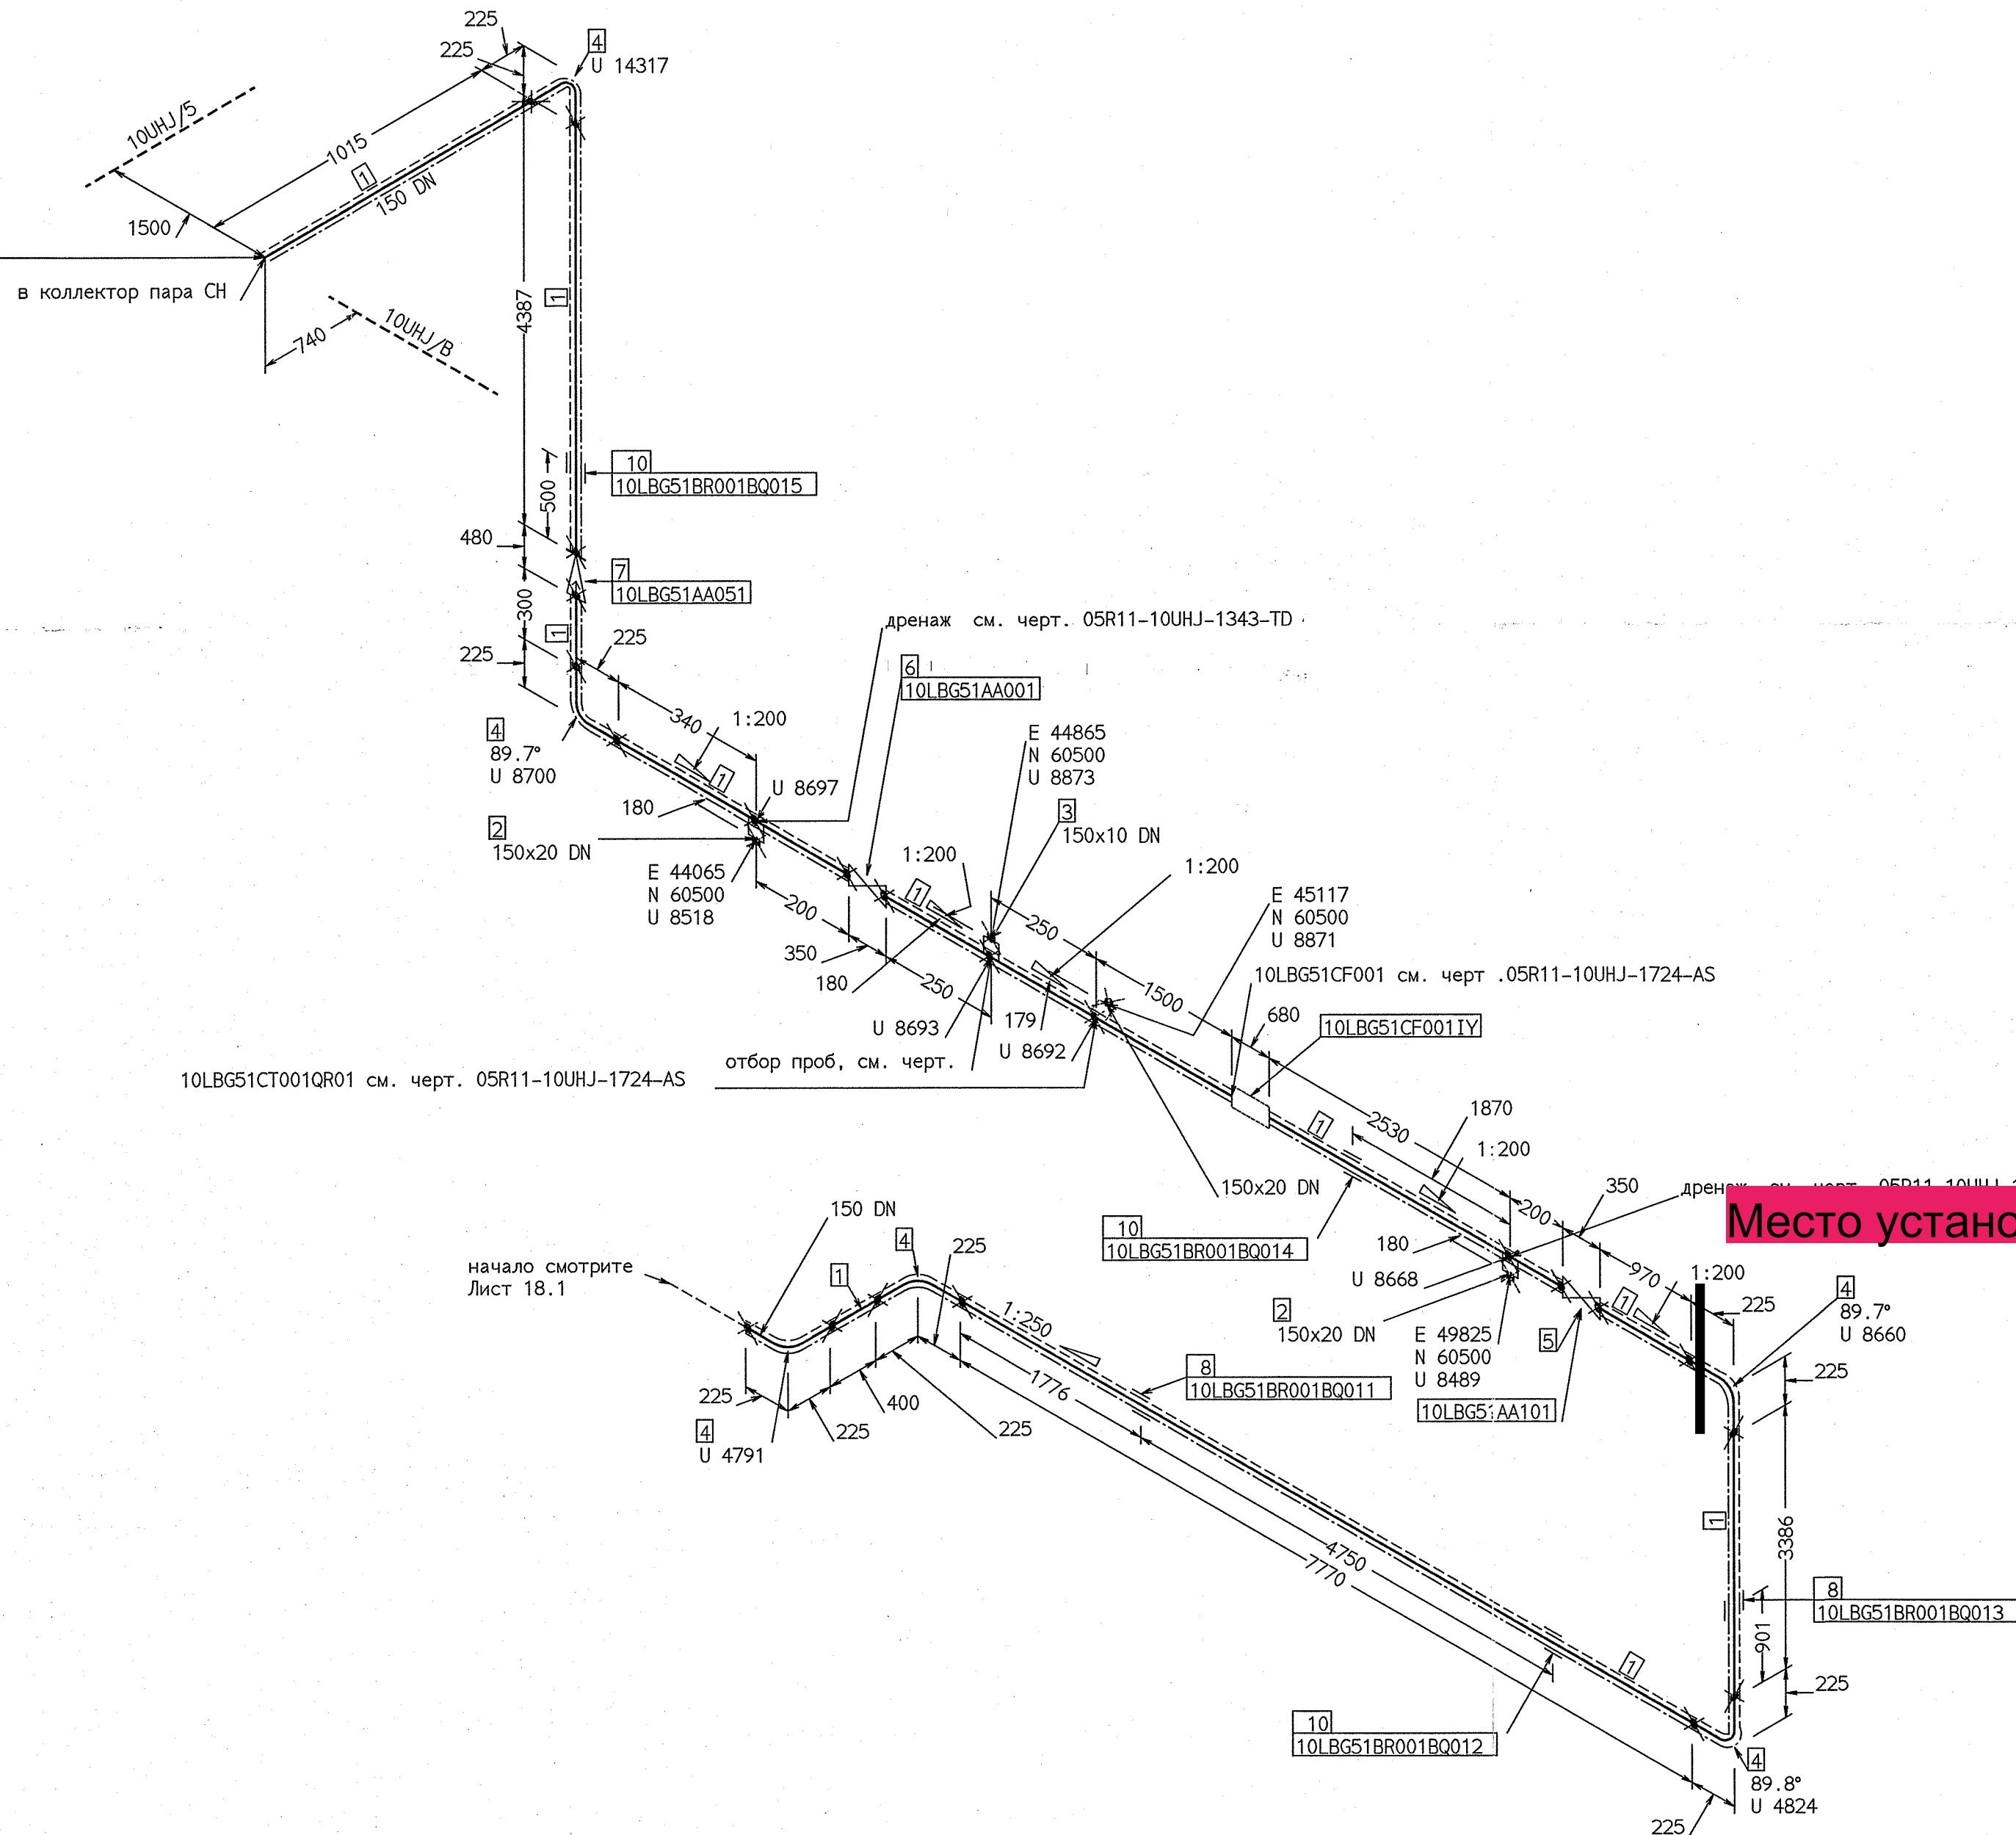 225
225
4
U 14317
10UHJ/5
1015
1
150 DN
1500
в коллектор пара СН
740
10UHJ/B
4387
1
10
10LBG51BR001BQ015
500
480
7
10LBG51AA051
300
1
225
225
дренаж см. черт. 05R11-10UHJ-1343-TD
6
10LBG51AA001
340
1:200
4
89.7°
U 8700
1
U 8697
180
2
150x20 DN
E 44065
N 60500
U 8518
E 44865
N 60500
U 8873
3
150x10 DN
1:200
1
1:200
200
350
180
250
250
E 45117
N 60500
U 8871
1500
10LBG51CF001 см. черт .05R11-10UHJ-1724-AS
680
10LBG51CF001IY
U 8693
179
U 8692
отбор проб, см. черт.
10LBG51CT001QR01 см. черт. 05R11-10UHJ-1724-AS
1
2530
1870
1:200
150x20 DN
200
350
Место устано
10
10LBG51BR001BQ014
180
U 8668
2
150x20 DN
E 49825
N 60500
U 8489
5
10LBG51AA101
970
1
1:200
225
4
89.7°
U 8660
225
начало смотрите
Лист 18.1
150 DN
1
4
225
1:250
225
4
U 4791
225
400
225
1776
8
10LBG51BR001BQ011
4750
7770
1
3386
8
10LBG51BR001BQ013
901
225
1
10
10LBG51BR001BQ012
4
89.8°
U 4824
225